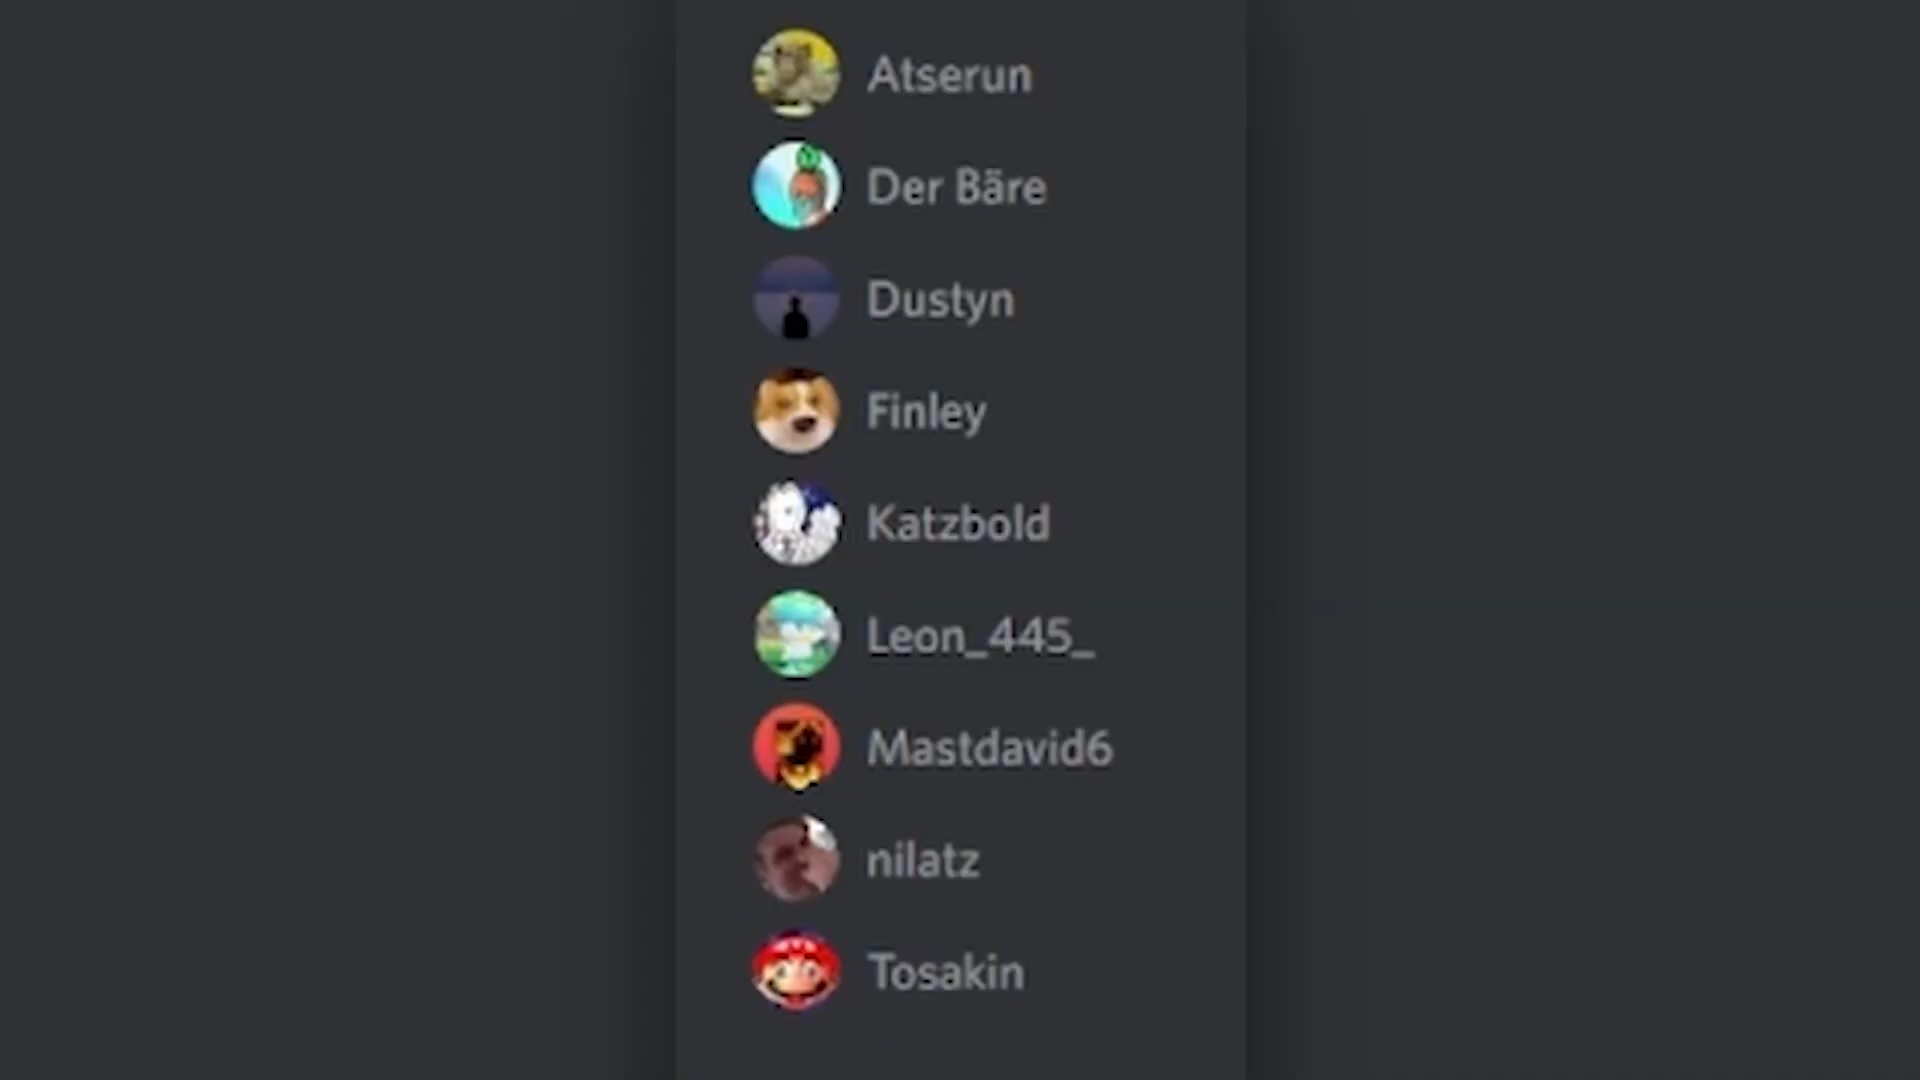 Atserun
Der Bäre
Dustyn
Finley
Katzbold
Leon_445_
Mastdavid6
nilatz
Tosakin